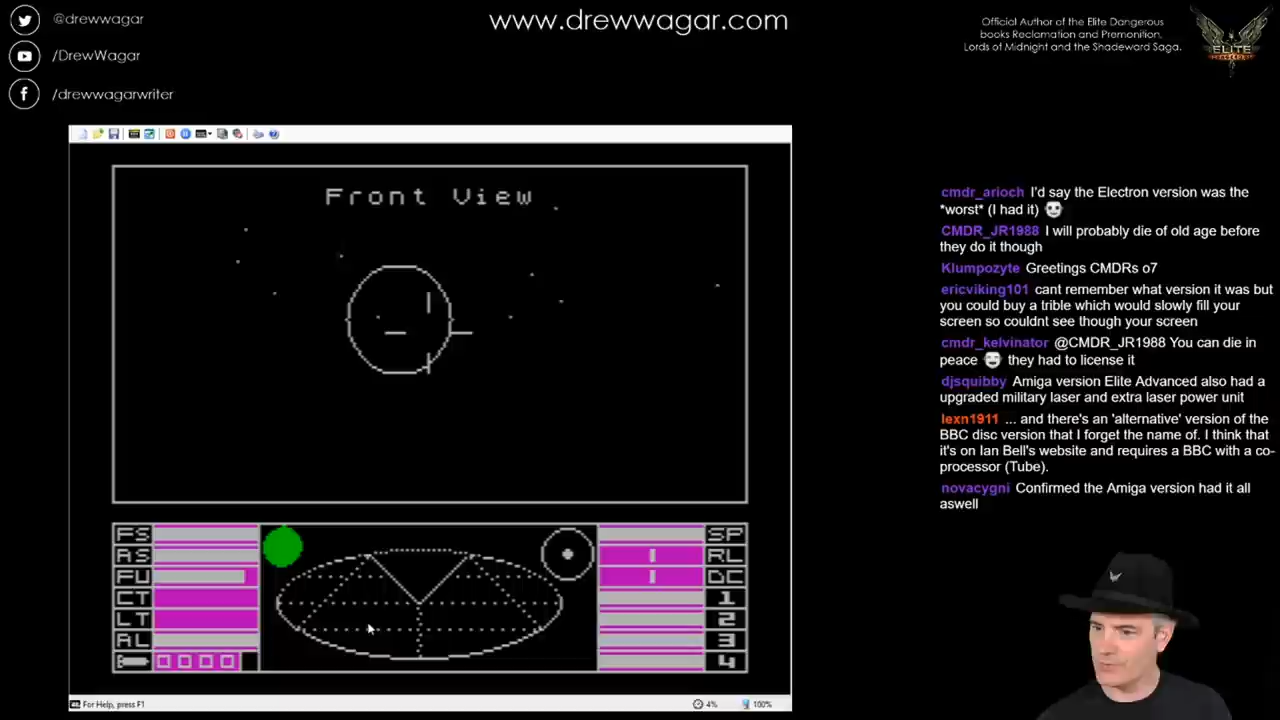 @drewwagar
/DrewWagar
/drewwagarwriter
www.drewwagar.com
Official Author of the Elite Dangerous
books Reclamation and Premonition,
Lords of Midnight and the Shadeward Saga.
ELITE
DANGEROUS
Front View
FS
AS
FU
CT
LT
AL
SP
RL
DC
1
2
3
4
For Help, press F1
4%
100%
cmdr_arioch I'd say the Electron version was the
*worst* (I had it)
CMDR_JR1988 I will probably die of old age before
they do it though
Klumpozyte Greetings CMDRs o7
ericviking101 cant remember what version it was but
you could buy a trible which would slowly fill your
screen so couldnt see though your screen
cmdr_kelvinator @CMDR_JR1988 You can die in
peace they had to license it
djsquibby Amiga version Elite Advanced also had a
upgraded military laser and extra laser power unit
lexn1911 ... and there's an 'alternative' version of the
BBC disc version that I forget the name of. I think that
it's on Ian Bell's website and requires a BBC with a co-
processor (Tube).
novacygni Confirmed the Amiga version had it all
aswell